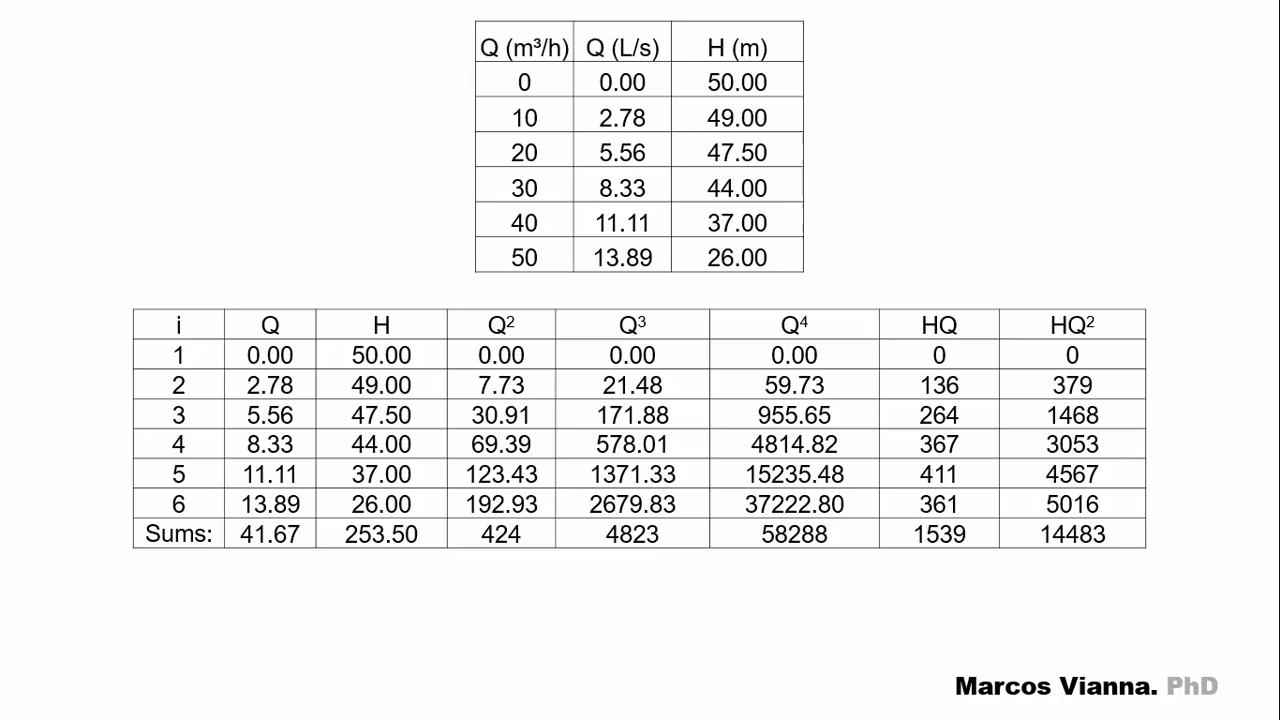 Q (m³/h) Q (L/s) H (m)
0 0.00 50.00
10 2.78 49.00
20 5.56 47.50
30 8.33 44.00
40 11.11 37.00
50 13.89 26.00
i Q H Q² Q³ Q⁴ HQ HQ²
1 0.00 50.00 0.00 0.00 0.00 0 0
2 2.78 49.00 7.73 21.48 59.73 136 379
3 5.56 47.50 30.91 171.88 955.65 264 1468
4 8.33 44.00 69.39 578.01 4814.82 367 3053
5 11.11 37.00 123.43 1371.33 15235.48 411 4567
6 13.89 26.00 192.93 2679.83 37222.80 361 5016
Sums: 41.67 253.50 424 4823 58288 1539 14483
Marcos Vianna. PhD